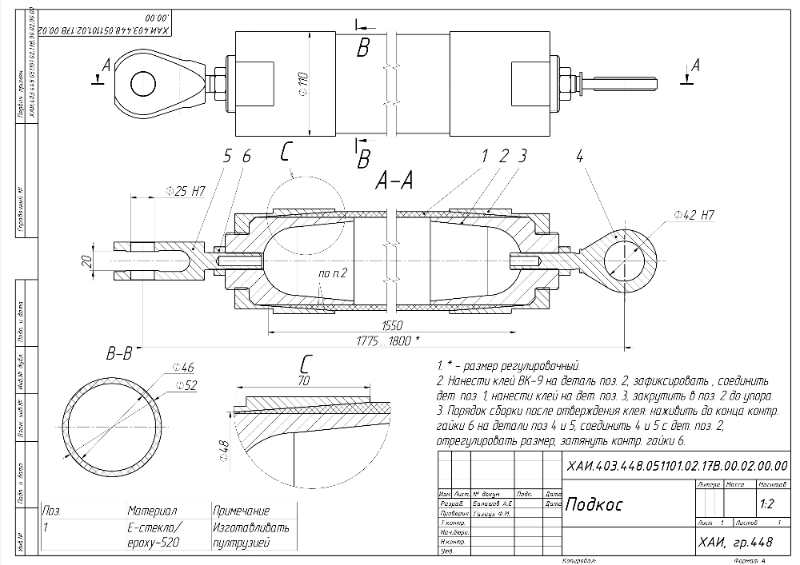 ХАИ.403.448.051101.02.17В.00.02.00.00
Перв. примен.
ХАИ.403.448.051101.02.17В.00.02.00.00
Справочный №
Подп. и дата
Инв.№ дубл.
Взам. инв.№
Подп. и дата
Инв.№
А
В
А
Ф110
В
С
А-А
5 6
1 2 3
4
Ф25 Н7
Ф42 Н7
20
по п.2
1550
1775...1800 *
В-В
Ф46
Ф52
С
70
Ф48
1. * - размер регулировочный.
2. Нанести клей ВК-9 на деталь поз. 2, зафиксировать , соединить
дет. поз. 1, нанести клей на дет. поз. 3, закрутить в поз. 2 до упора.
3. Порядок сборки после отверждения клея: наживить до конца контр.
гайки 6 на детали поз 4 и 5, соединить 4 и 5 с дет. поз. 2,
отрегулировать размер, затянуть контр. гайки 6.
Поз. Материал Примечание
1 Е-стекло/ Изготавливать
epoxy-520 пултрузией
ХАИ.403.448.051101.02.17В.00.02.00.00
Литера Масса Масштаб
Изм. Лист № докум. Подп. Дата
Разраб. Дата
Подкос
1:2
Проверил Дата
Т.контр.
Лист 1 Листов 1
Н.контр.
Утв.
ХАИ, гр.448
Копировал:
Формат А